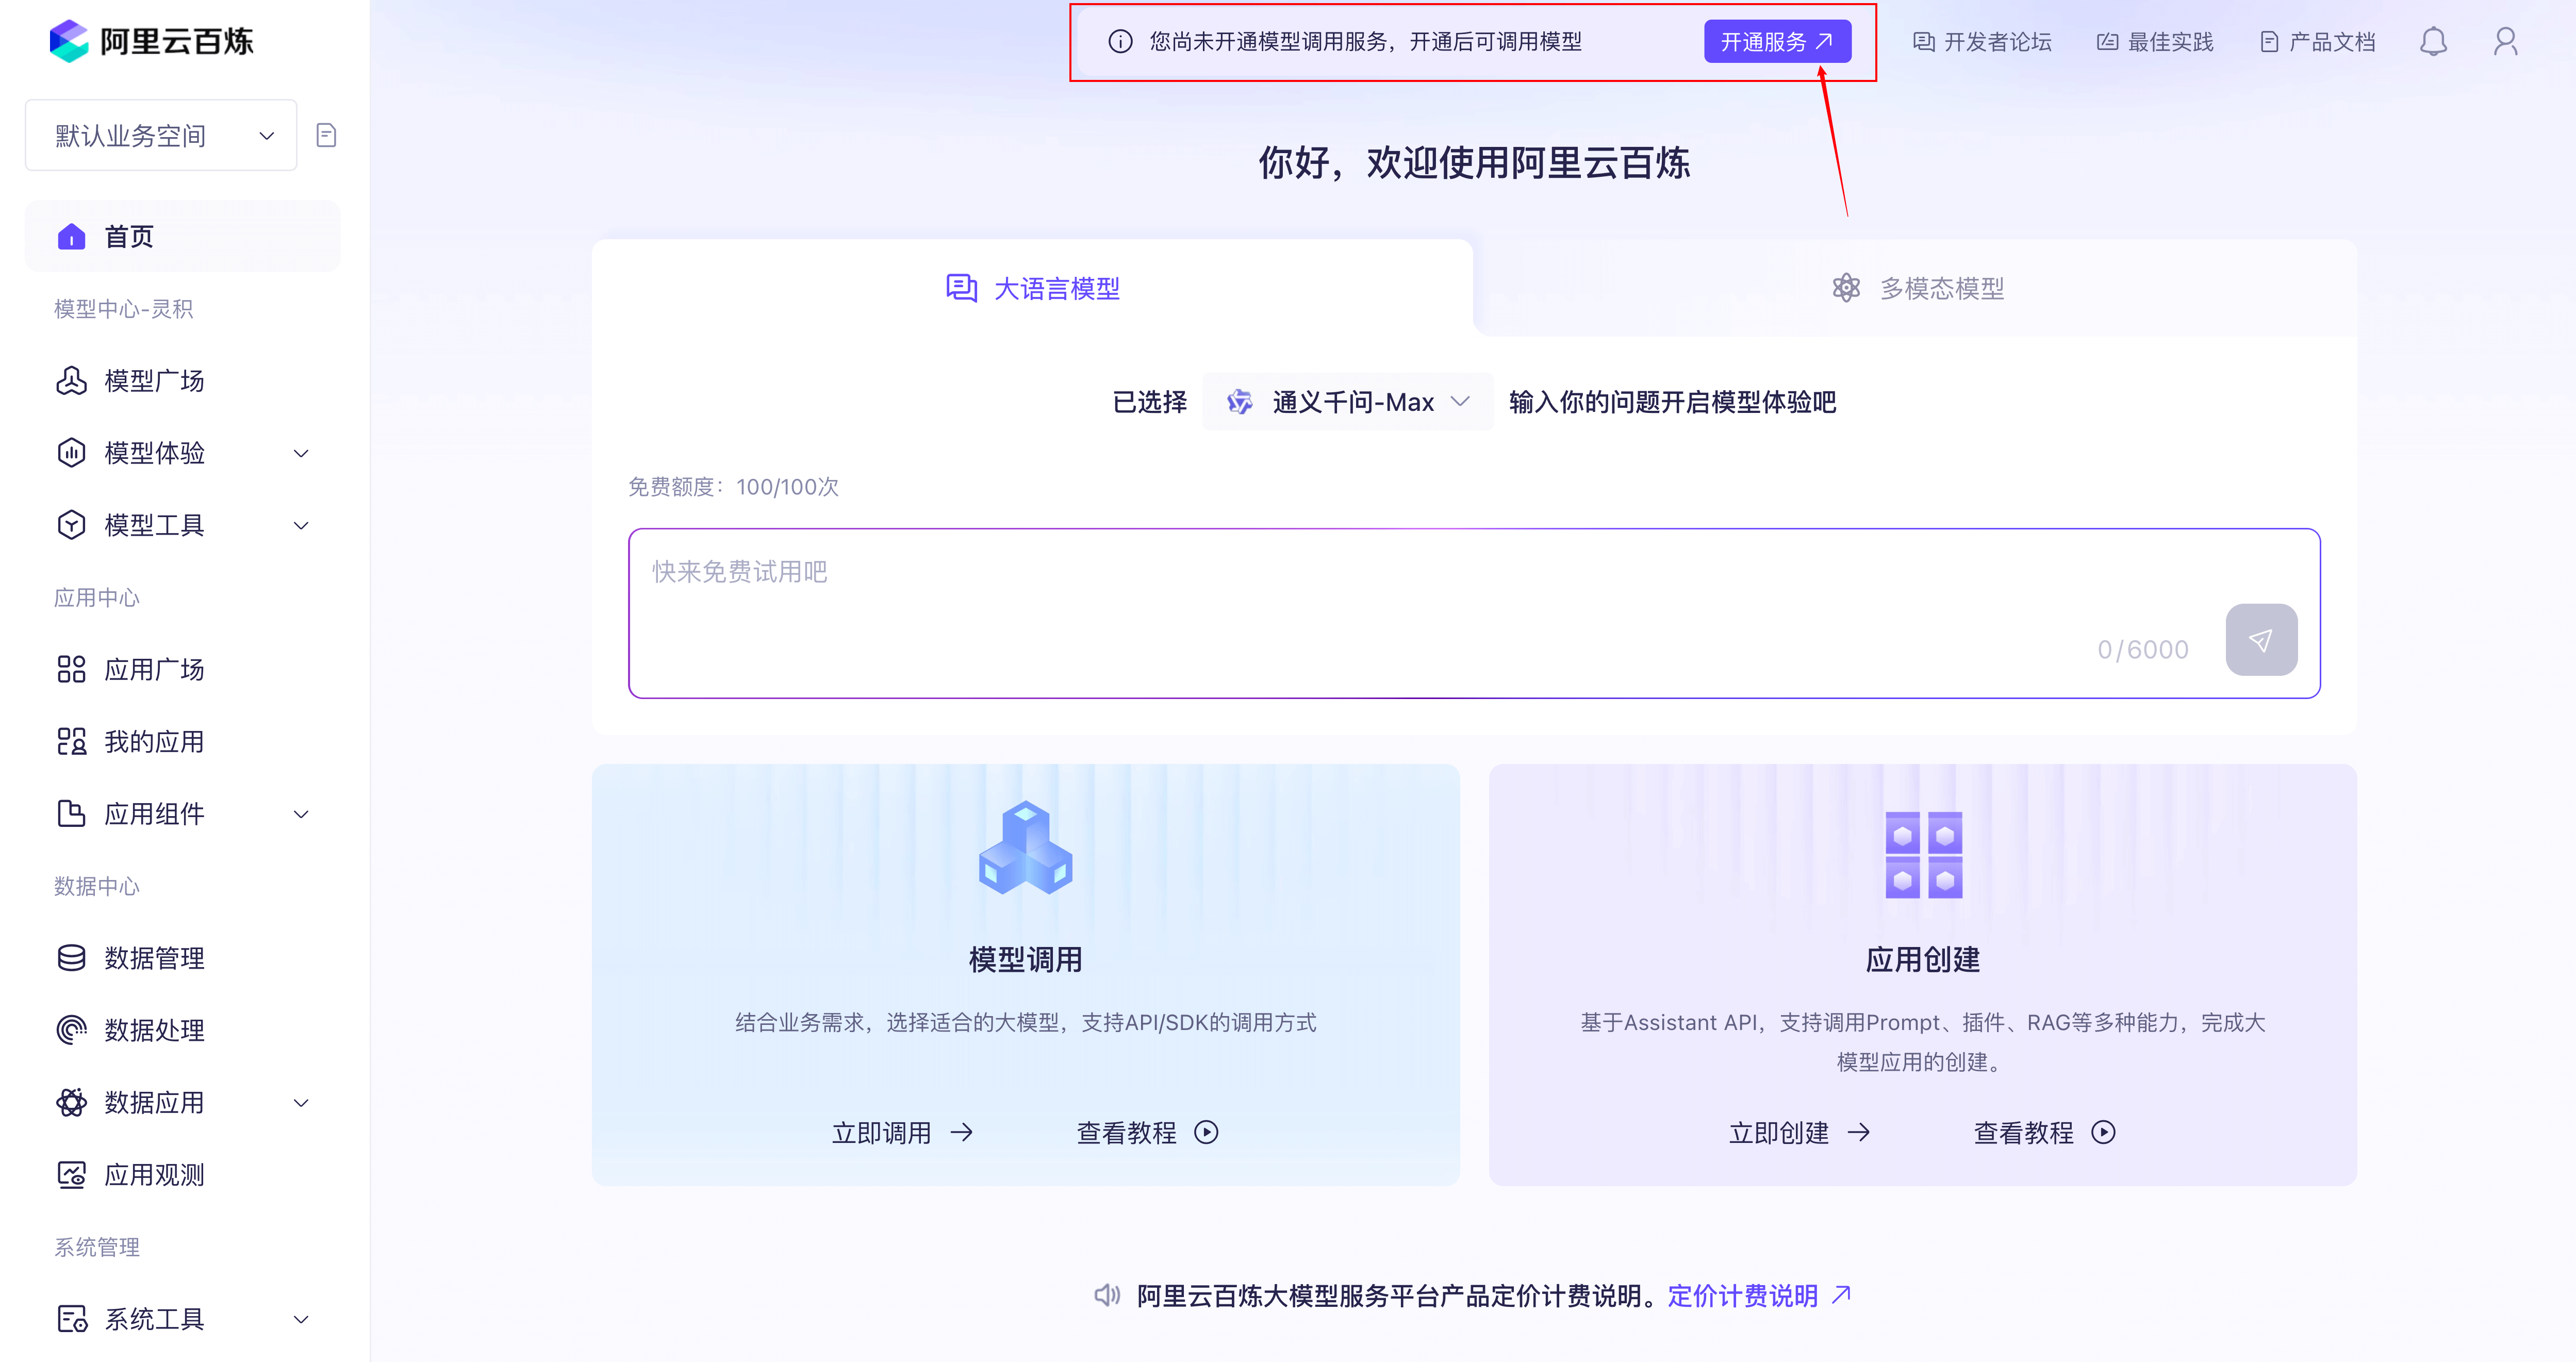 阿里云百炼
默认业务空间
首页
模型中心-灵积
模型广场
模型体验
模型工具
应用中心
应用广场
我的应用
应用组件
数据中心
数据管理
数据处理
数据应用
应用观测
系统管理
系统工具
您尚未开通模型调用服务，开通后可调用模型
开通服务
开发者论坛
最佳实践
产品文档
你好，欢迎使用阿里云百炼
大语言模型
多模态模型
已选择 通义千问-Max 输入你的问题开启模型体验吧
免费额度：100/100次
快来免费试用吧
0/6000
模型调用
结合业务需求，选择适合的大模型，支持API/SDK的调用方式
立即调用
查看教程
应用创建
基于Assistant API，支持调用Prompt、插件、RAG等多种能力，完成大
模型应用的创建。
立即创建
查看教程
阿里云百炼大模型服务平台产品定价计费说明。定价计费说明